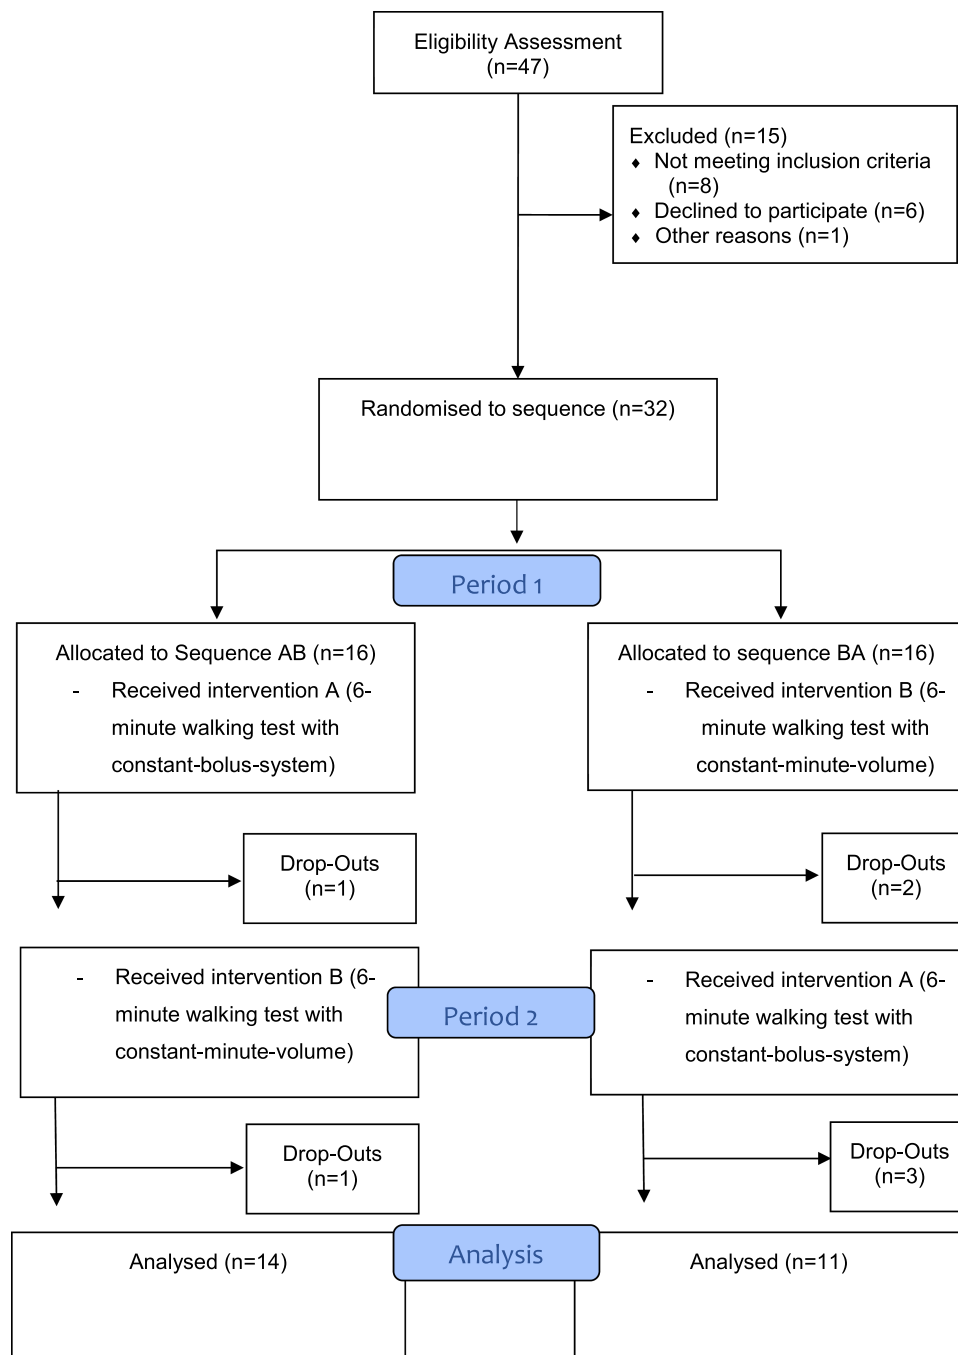 Eligibility Assessment
(n=47)
Excluded (n=15)
♦ Not meeting inclusion criteria
(n=8)
♦ Declined to participate (n=6)
♦ Other reasons (n=1)
Randomised to sequence (n=32)
Period 1
Allocated to Sequence AB (n=16)
- Received intervention A (6-
minute walking test with
constant-bolus-system)
Allocated to sequence BA (n=16)
- Received intervention B (6-
minute walking test with
constant-minute-volume)
Drop-Outs
(n=1)
Drop-Outs
(n=2)
- Received intervention B (6-
minute walking test with
constant-minute-volume)
Period 2
- Received intervention A (6-
minute walking test with
constant-bolus-system)
Drop-Outs
(n=1)
Drop-Outs
(n=3)
Analysed (n=14)
Analysis
Analysed (n=11)